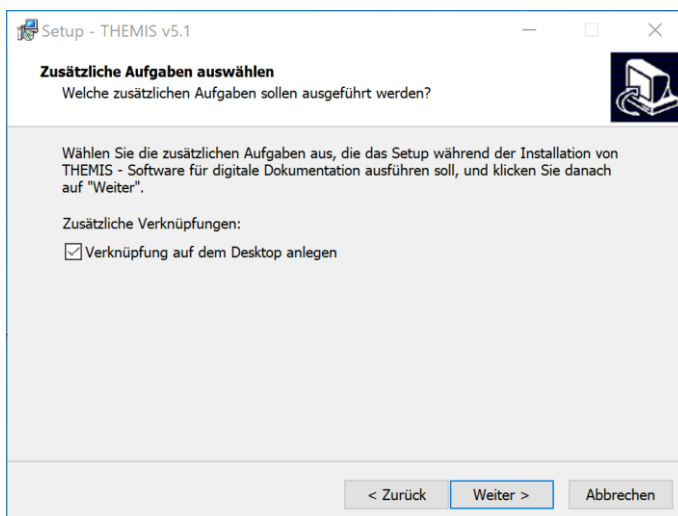 Setup - THEMIS v5.1
Zusätzliche Aufgaben auswählen
Welche zusätzlichen Aufgaben sollen ausgeführt werden?
Wählen Sie die zusätzlichen Aufgaben aus, die das Setup während der Installation von
THEMIS - Software für digitale Dokumentation ausführen soll, und klicken Sie danach
auf "Weiter".
Zusätzliche Verknüpfungen:
Verknüpfung auf dem Desktop anlegen
< Zurück Weiter > Abbrechen